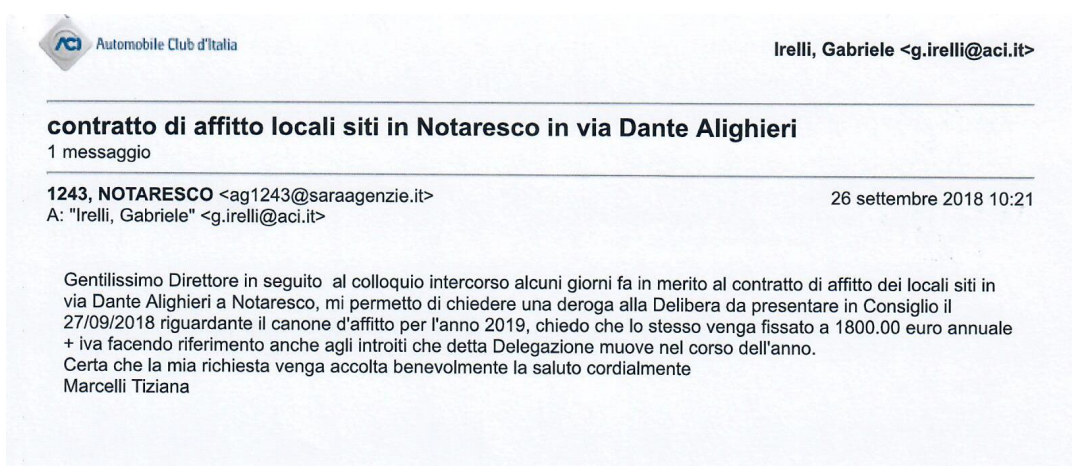 ACI Automobile Club d'Italia
Irelli, Gabriele <g.irelli@aci.it>
contratto di affitto locali siti in Notaresco in via Dante Alighieri
1 messaggio
1243, NOTARESCO <ag1243@saraagenzie.it>
26 settembre 2018 10:21
A: "Irelli, Gabriele" <g.irelli@aci.it>
Gentilissimo Direttore in seguito al colloquio intercorso alcuni giorni fa in merito al contratto di affitto dei locali siti in
via Dante Alighieri a Notaresco, mi permetto di chiedere una deroga alla Delibera da presentare in Consiglio il
27/09/2018 riguardante il canone d'affitto per l'anno 2019, chiedo che lo stesso venga fissato a 1800.00 euro annuale
+ iva facendo riferimento anche agli introiti che detta Delegazione muove nel corso dell'anno.
Certa che la mia richiesta venga accolta benevolmente la saluto cordialmente
Marcelli Tiziana